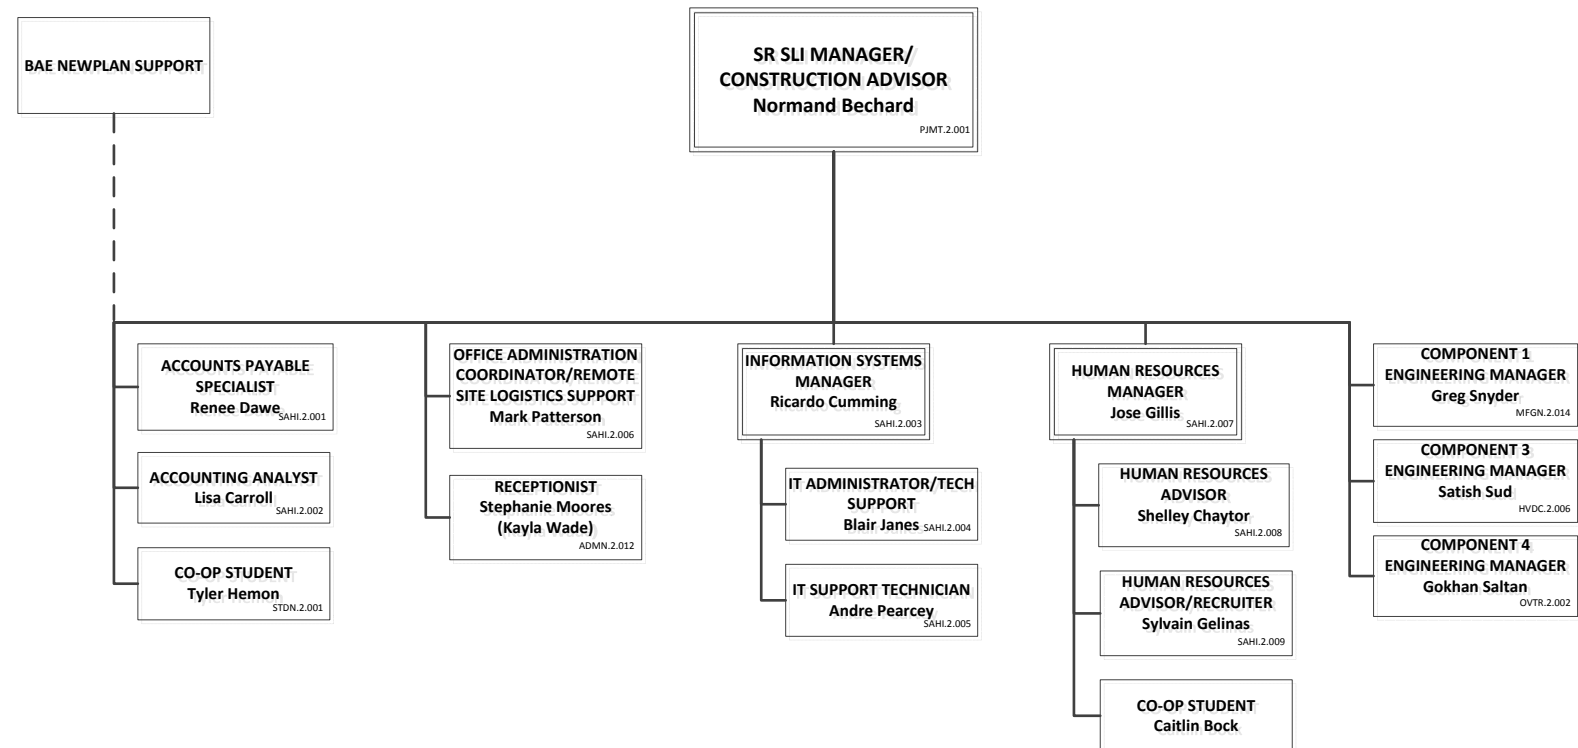 BAE NEWPLAN SUPPORT
SR SLI MANAGER/
CONSTRUCTION ADVISOR
Normand Bechard
PJMT.2.001
ACCOUNTS PAYABLE
SPECIALIST
Renee Dawe
SAHI.2.001
ACCOUNTING ANALYST
Lisa Carroll
SAHI.2.002
CO-OP STUDENT
Tyler Hemon
STDN.2.001
OFFICE ADMINISTRATION
COORDINATOR/REMOTE
SITE LOGISTICS SUPPORT
Mark Patterson
SAHI.2.006
RECEPTIONIST
Stephanie Moores
(Kayla Wade)
ADMN.2.012
INFORMATION SYSTEMS
MANAGER
Ricardo Cumming
SAHI.2.003
IT ADMINISTRATOR/TECH
SUPPORT
Blair Janes SAHI.2.004
IT SUPPORT TECHNICIAN
Andre Pearcey
SAHI.2.005
HUMAN RESOURCES
MANAGER
Jose Gillis
SAHI.2.007
HUMAN RESOURCES
ADVISOR
Shelley Chaytor
SAHI.2.008
HUMAN RESOURCES
ADVISOR/RECRUITER
Sylvain Gelinas
SAHI.2.009
CO-OP STUDENT
Caitlin Bock
COMPONENT 1
ENGINEERING MANAGER
Greg Snyder
MFGN.2.014
COMPONENT 3
ENGINEERING MANAGER
Satish Sud
HVDC.2.006
COMPONENT 4
ENGINEERING MANAGER
Gokhan Saltan
OVTR.2.002